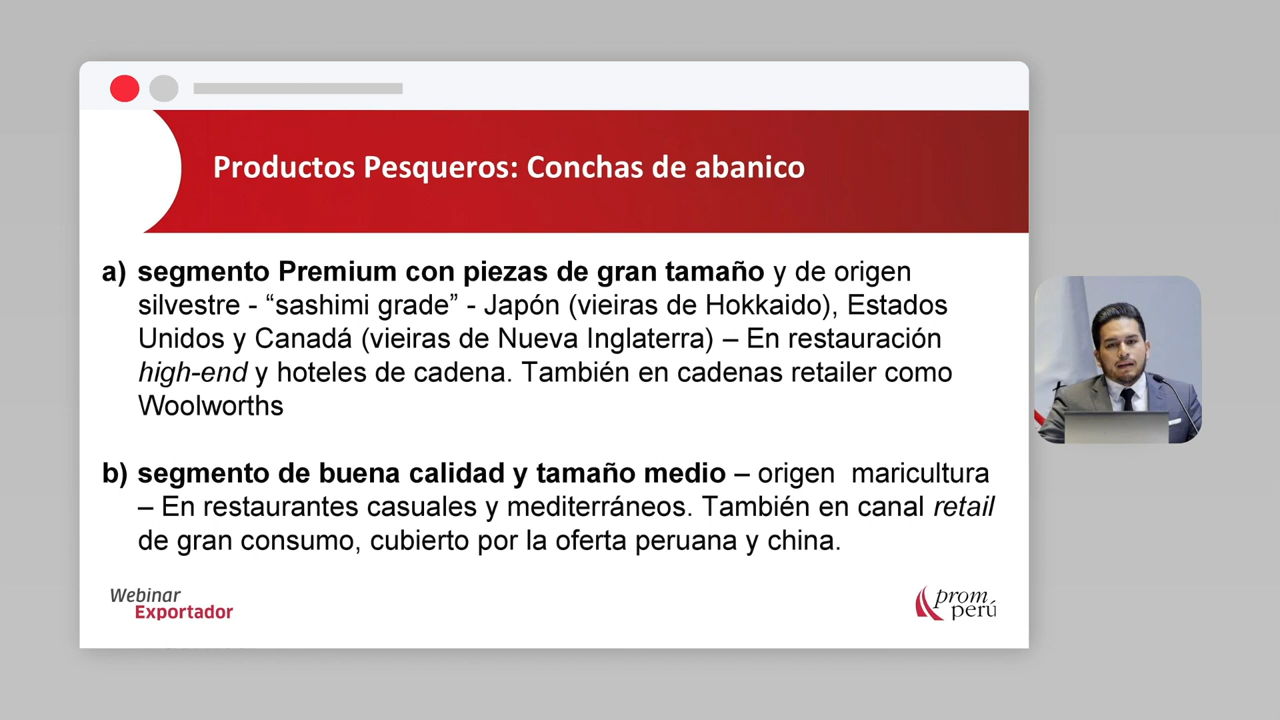 Productos Pesqueros: Conchas de abanico
a) segmento Premium con piezas de gran tamaño y de origen
silvestre - “sashimi grade” - Japón (vieiras de Hokkaido), Estados
Unidos y Canadá (vieiras de Nueva Inglaterra) – En restauración
high-end y hoteles de cadena. También en cadenas retailer como
Woolworths
b) segmento de buena calidad y tamaño medio – origen maricultura
– En restaurantes casuales y mediterráneos. También en canal retail
de gran consumo, cubierto por la oferta peruana y china.
Webinar
Exportador
prom
perú